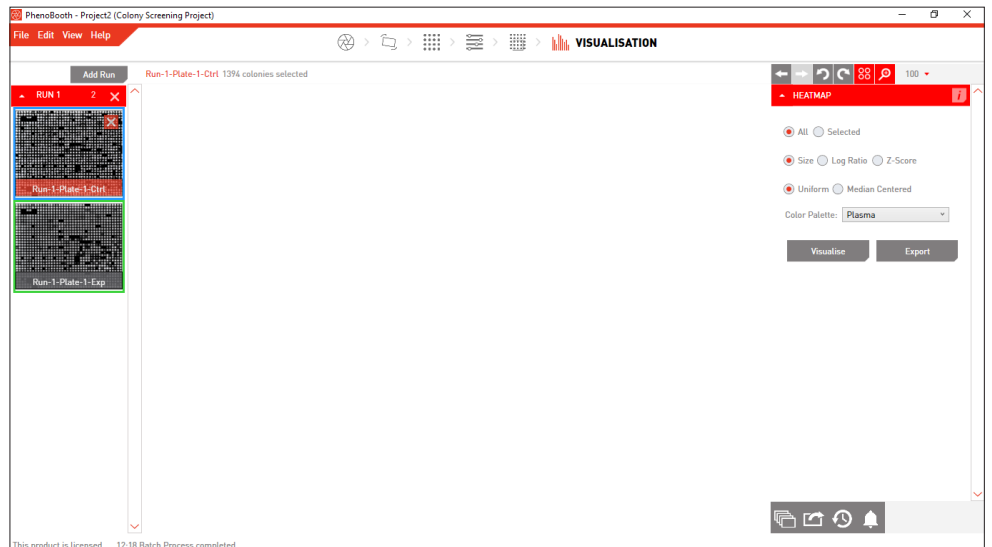 PhenoBooth - Project2 (Colony Screening Project)
File Edit View Help
VISUALISATION
Add Run
Run-1-Plate-1-Ctrl 1394 colonies selected
100
RUN 1 2
HEATMAP
i
Run-1-Plate-1-Ctrl
Run-1-Plate-1-Exp
All Selected
Size Log Ratio Z-Score
Uniform Median Centered
Color Palette: Plasma
Visualise Export
This product is licensed 12:18 Batch Process completed